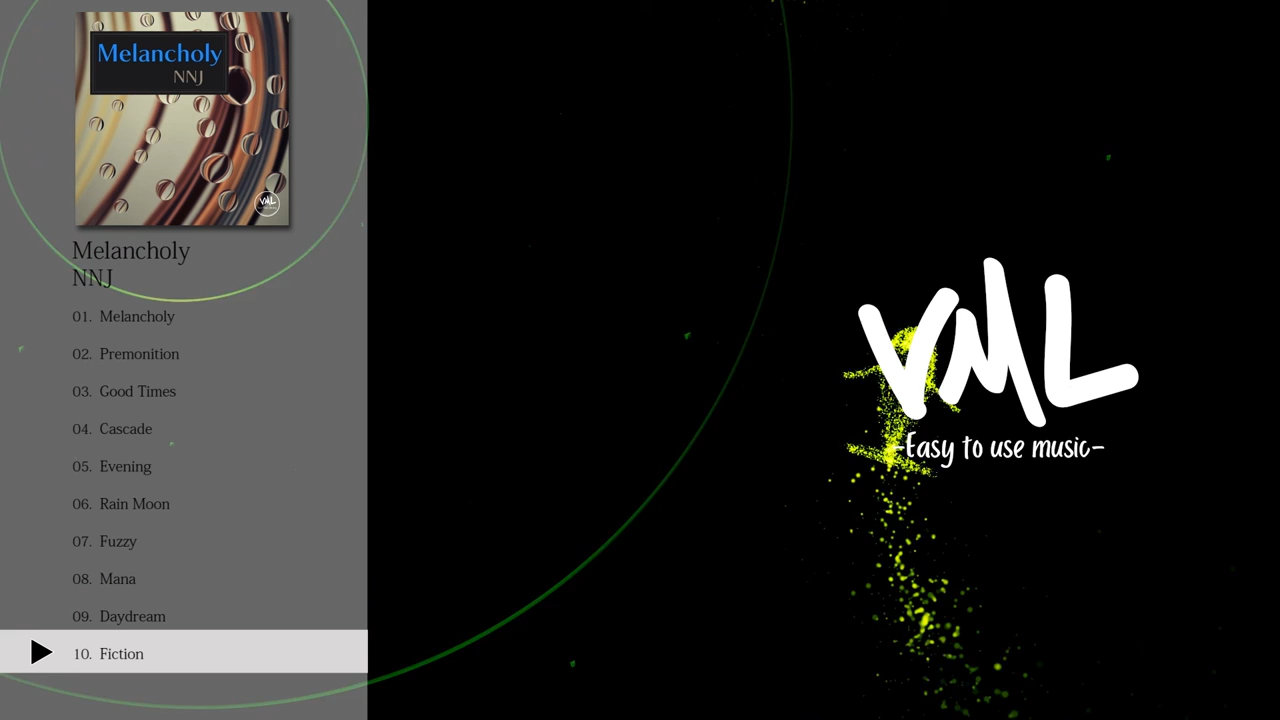 Melancholy
NNJ
VML
Melancholy
NNJ
01. Melancholy
02. Premonition
03. Good Times
04. Cascade
05. Evening
06. Rain Moon
07. Fuzzy
08. Mana
09. Daydream
10. Fiction
VML
-Easy to use music-